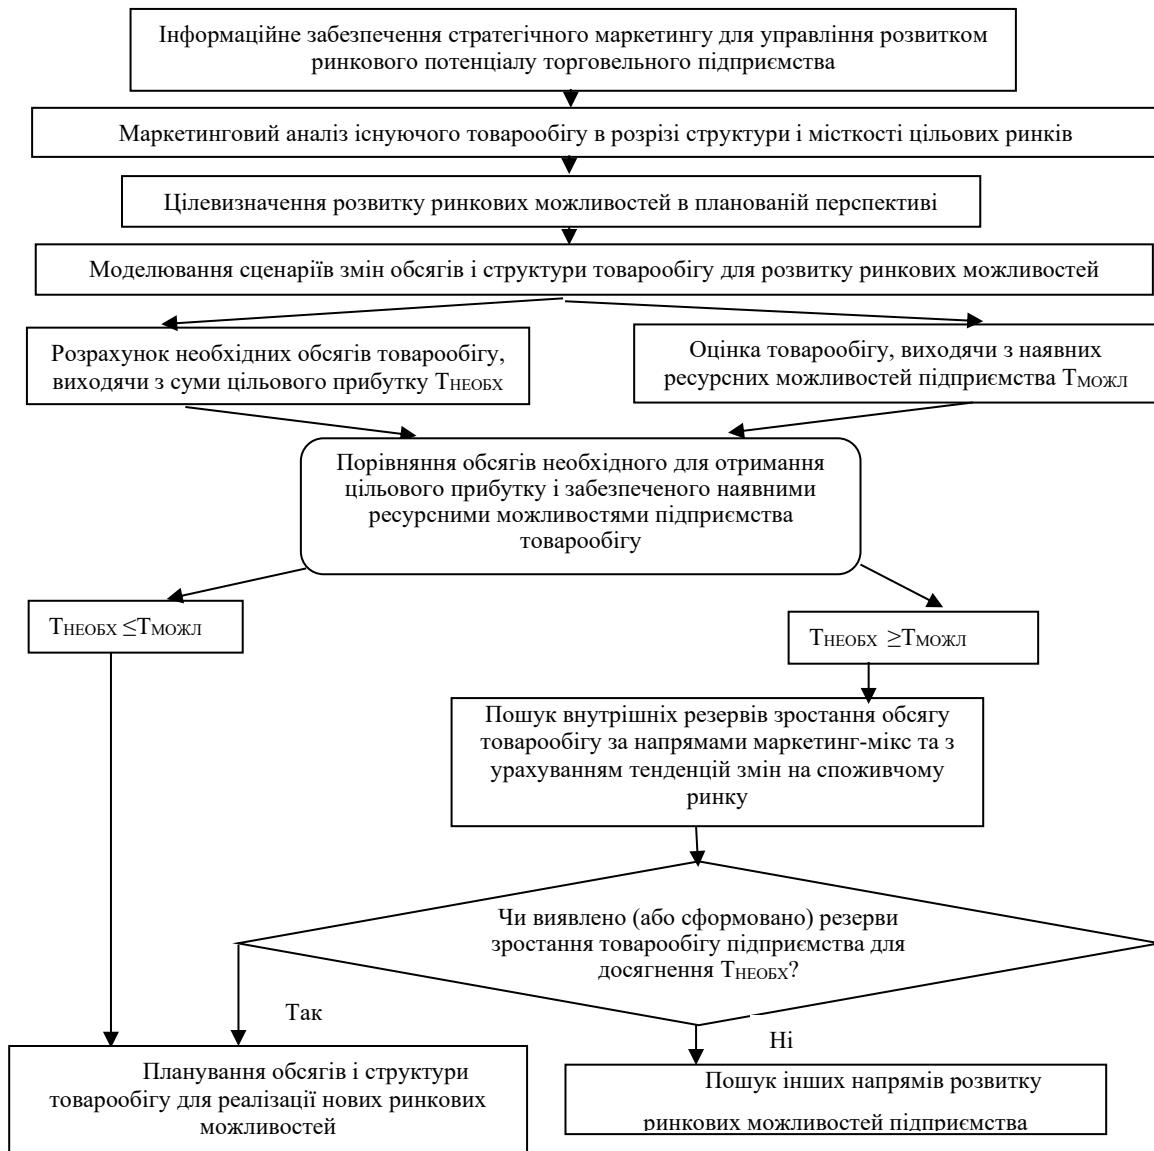 Інформаційне забезпечення стратегічного маркетингу для управління розвитком
ринкового потенціалу торговельного підприємства
Маркетинговий аналіз існуючого товарообігу в розрізі структури і місткості цільових ринків
Цілевизначення розвитку ринкових можливостей в планованій перспективі
Моделювання сценаріїв змін обсягів і структури товарообігу для розвитку ринкових можливостей
Розрахунок необхідних обсягів товарообігу,
виходячи з суми цільового прибутку ТНЕОБХ
Оцінка товарообігу, виходячи з наявних
ресурсних можливостей підприємства ТМОЖЛ
Порівняння обсягів необхідного для отримання
цільового прибутку і забезпеченого наявними
ресурсними можливостями підприємства
товарообігу
ТНЕОБХ ≤ТМОЖЛ
ТНЕОБХ ≥ТМОЖЛ
Пошук внутрішніх резервів зростання обсягу
товарообігу за напрямами маркетинг-мікс та з
урахуванням тенденцій змін на споживчому
ринку
Чи виявлено (або сформовано) резерви
зростання товарообігу підприємства для
досягнення ТНЕОБХ?
Так
Ні
Планування обсягів і структури
товарообігу для реалізації нових ринкових
можливостей
Пошук інших напрямів розвитку
ринкових можливостей підприємства